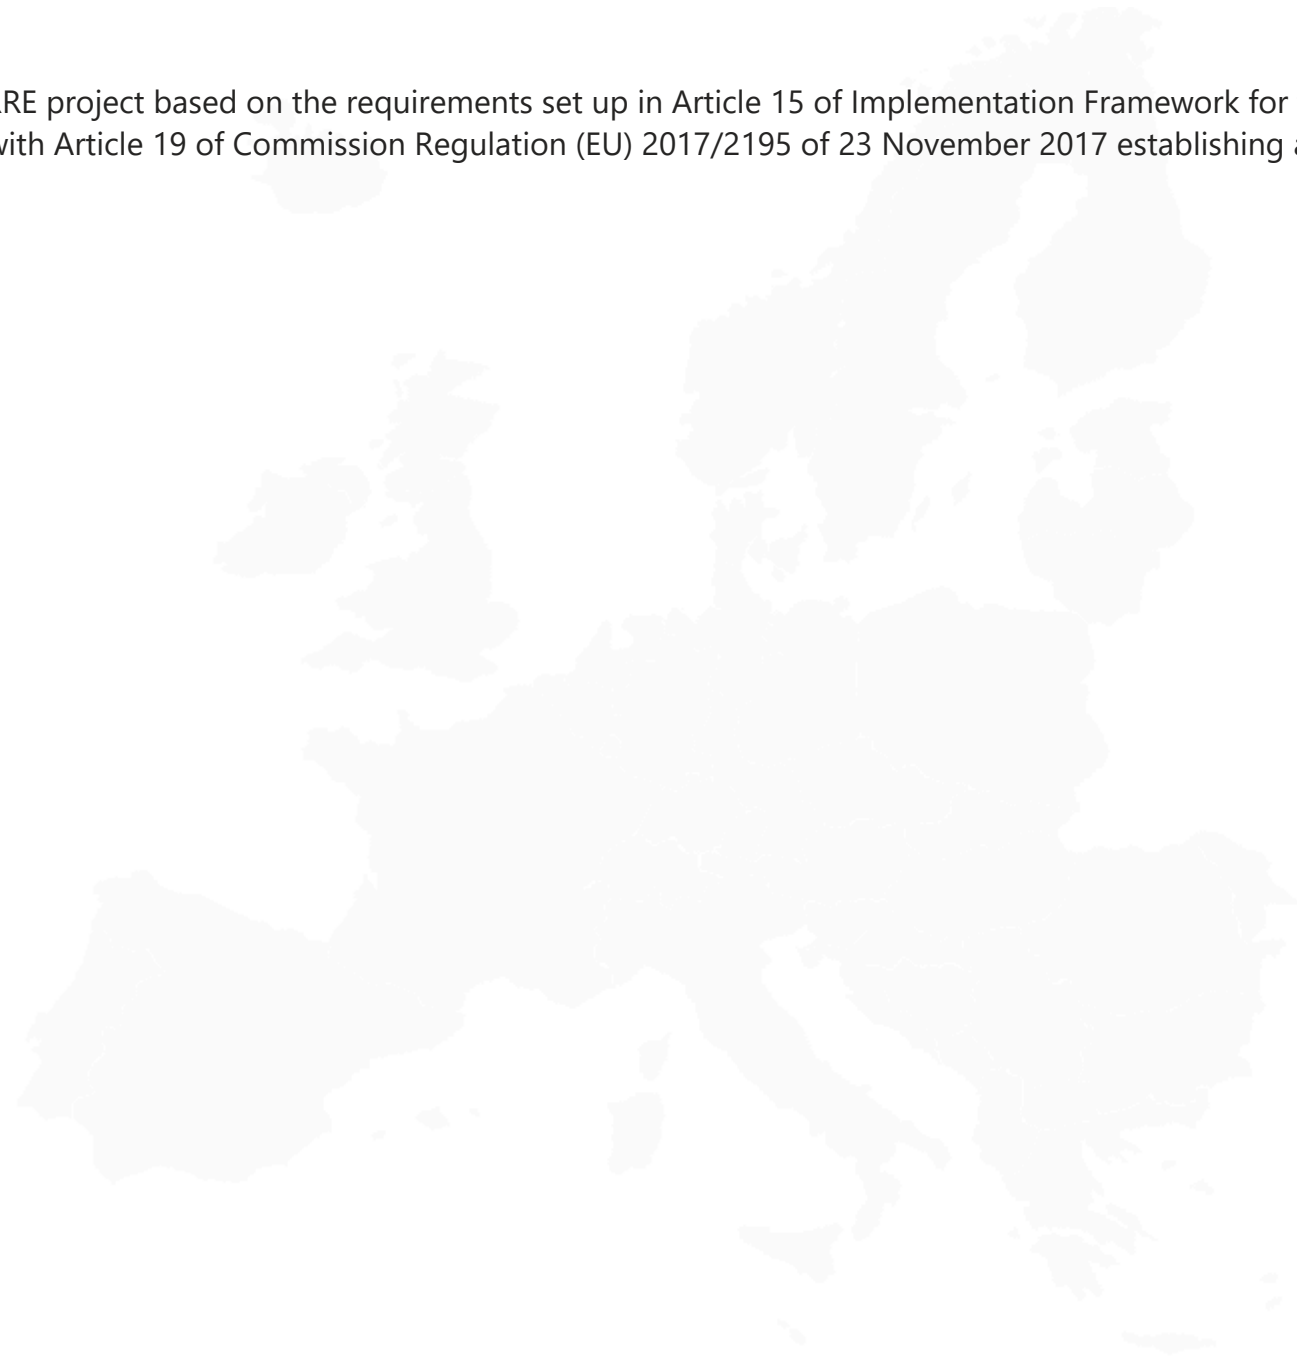 RE project based on the requirements set up in Article 15 of Implementation Framework for
with Article 19 of Commission Regulation (EU) 2017/2195 of 23 November 2017 establishing a